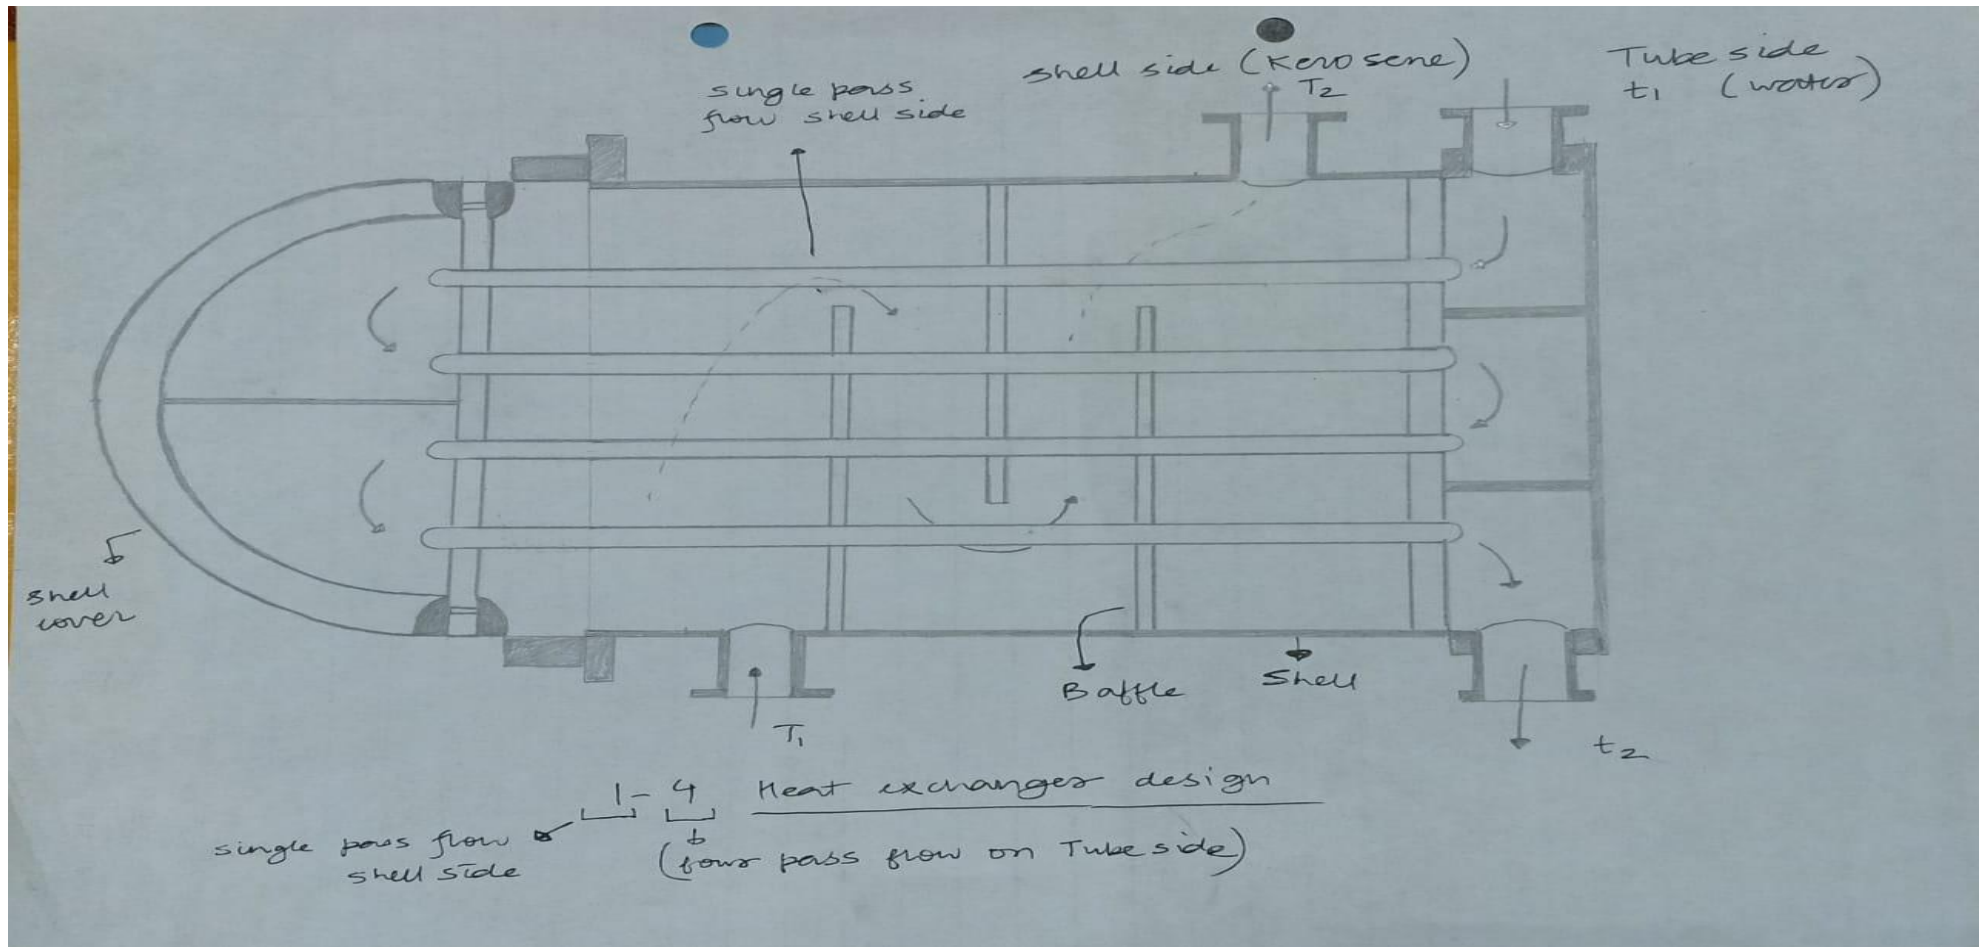 shell side (Kerosene)
T2
Tube side
t1 (water)
single pass
flow shell side
shell
cover
Baffle
Shell
T1
t2
1-4 Heat exchanger design
single pass flow
shell side
(four pass flow on Tube side)